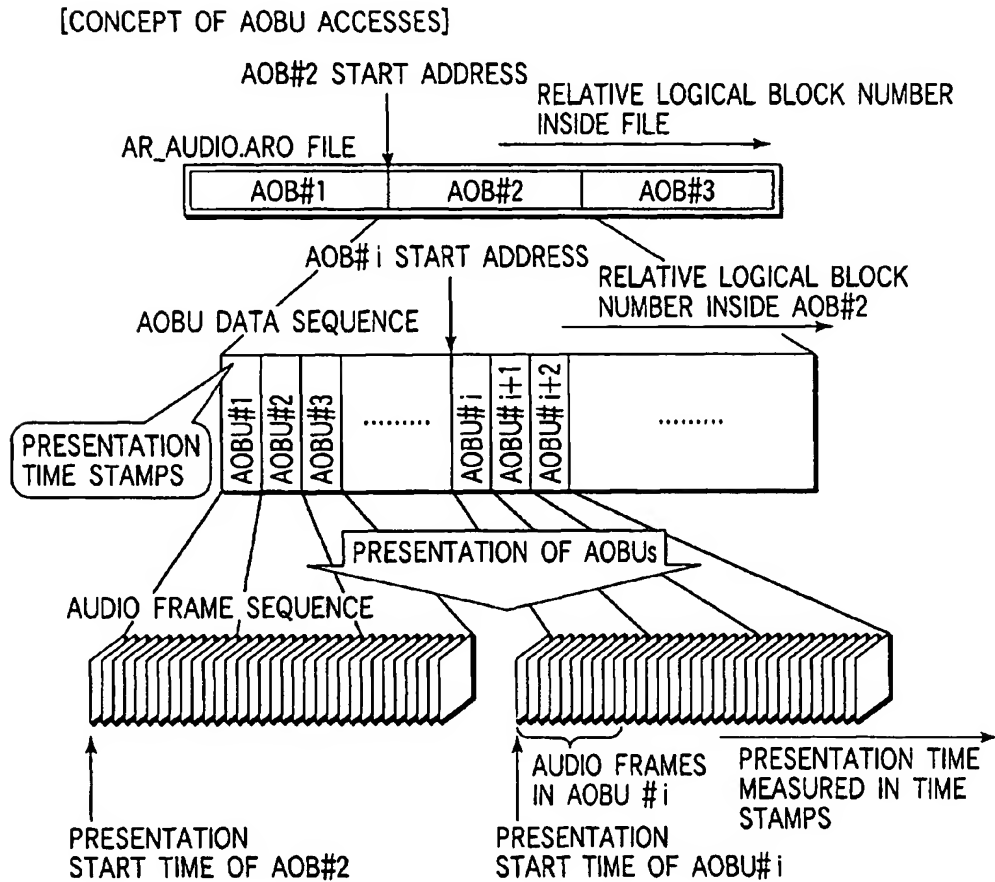 [CONCEPT OF AOBU ACCESSES]
AOB#2 START ADDRESS
RELATIVE LOGICAL BLOCK NUMBER
INSIDE FILE
AR_AUDIO.ARO FILE
AOB#1
AOB#2
AOB#3
AOB#i START ADDRESS
RELATIVE LOGICAL BLOCK
NUMBER INSIDE AOB#2
AOBU DATA SEQUENCE
AOBU#1
AOBU#2
AOBU#3
.........
AOBU#i
AOBU#i+1
AOBU#i+2
.........
PRESENTATION
TIME STAMPS
PRESENTATION OF AOBUs
AUDIO FRAME SEQUENCE
AUDIO FRAMES
IN AOBU #i
PRESENTATION TIME
MEASURED IN TIME
STAMPS
PRESENTATION
START TIME OF AOB#2
PRESENTATION
START TIME OF AOBU#i